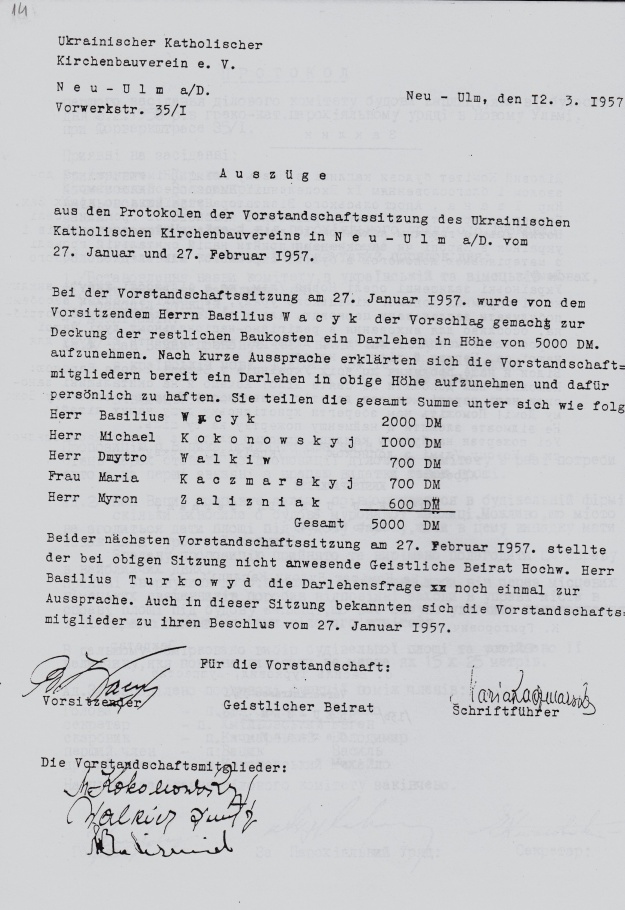 14
Ukrainischer Katholischer
Kirchenbauverein e. V.
N e u - U l m a/D.
Vorwerkstr. 35/I
Neu - Ulm, den I2. 3. I957
A u s z ü g e
aus den Protokolen der Vorstandschaftssitzung des Ukrainischen
Katholischen Kirchenbauvereins in N e u - U l m a/D. vom
27. Januar und 27. Februar I957.
Bei der Vorstandschaftssitzung am 27. Januar I957. wurde von dem
Vorsitzendem Herrn Basilius W a c y k der Vorschlag gemacht zur
Deckung der restlichen Baukosten ein Darlehen in Höhe von 5000 DM.
aufzunehmen. Nach kurze Aussprache erklärten sich die Vorstandschaft=
mitgliedern bereit ein Darlehen in obige Höhe aufzunehmen und dafür
persönlich zu haften. Sie teilen die gesamt Summe unter sich wie folg
Herr Basilius W a c y k 2000 DM
Herr Michael K o k o n o w s k y j I000 DM
Herr Dmytro W a l k i w 700 DM
Frau Maria K a c z m a r s k y j 700 DM
Herr Myron Z a l i z n i a k 600 DM
Gesamt 5000 DM
Beider nächsten Vorstandschaftssitzung am 27. Februar I957. stellte
der bei obigen Sitzung nicht anwesende Geistliche Beirat Hochw. Herr
Basilius T u r k o w y d die Darlehensfrage xx noch einmal zur
Aussprache. Auch in dieser Sitzung bekannten sich die Vorstandschafts=
mitglieder zu ihren Beschlus vom 27. Januar I957.
Für die Vorstandschaft:
Vorsitzender
Geistlicher Beirat
Schriftführer
Die Vorstandschaftsmitglieder: